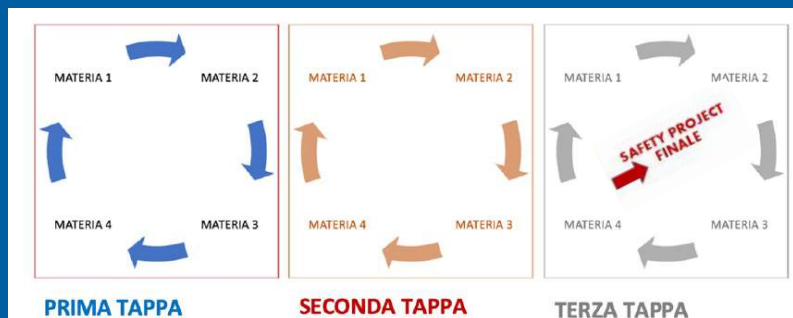 MATERIA 1
MATERIA 2
MATERIA 4
MATERIA 3
PRIMA TAPPA
MATERIA 1
MATERIA 2
MATERIA 4
MATERIA 3
SECONDA TAPPA
MATERIA 1
MATERIA 2
SAFETY PROJECT
FINALE
MATERIA 4
MATERIA 3
TERZA TAPPA